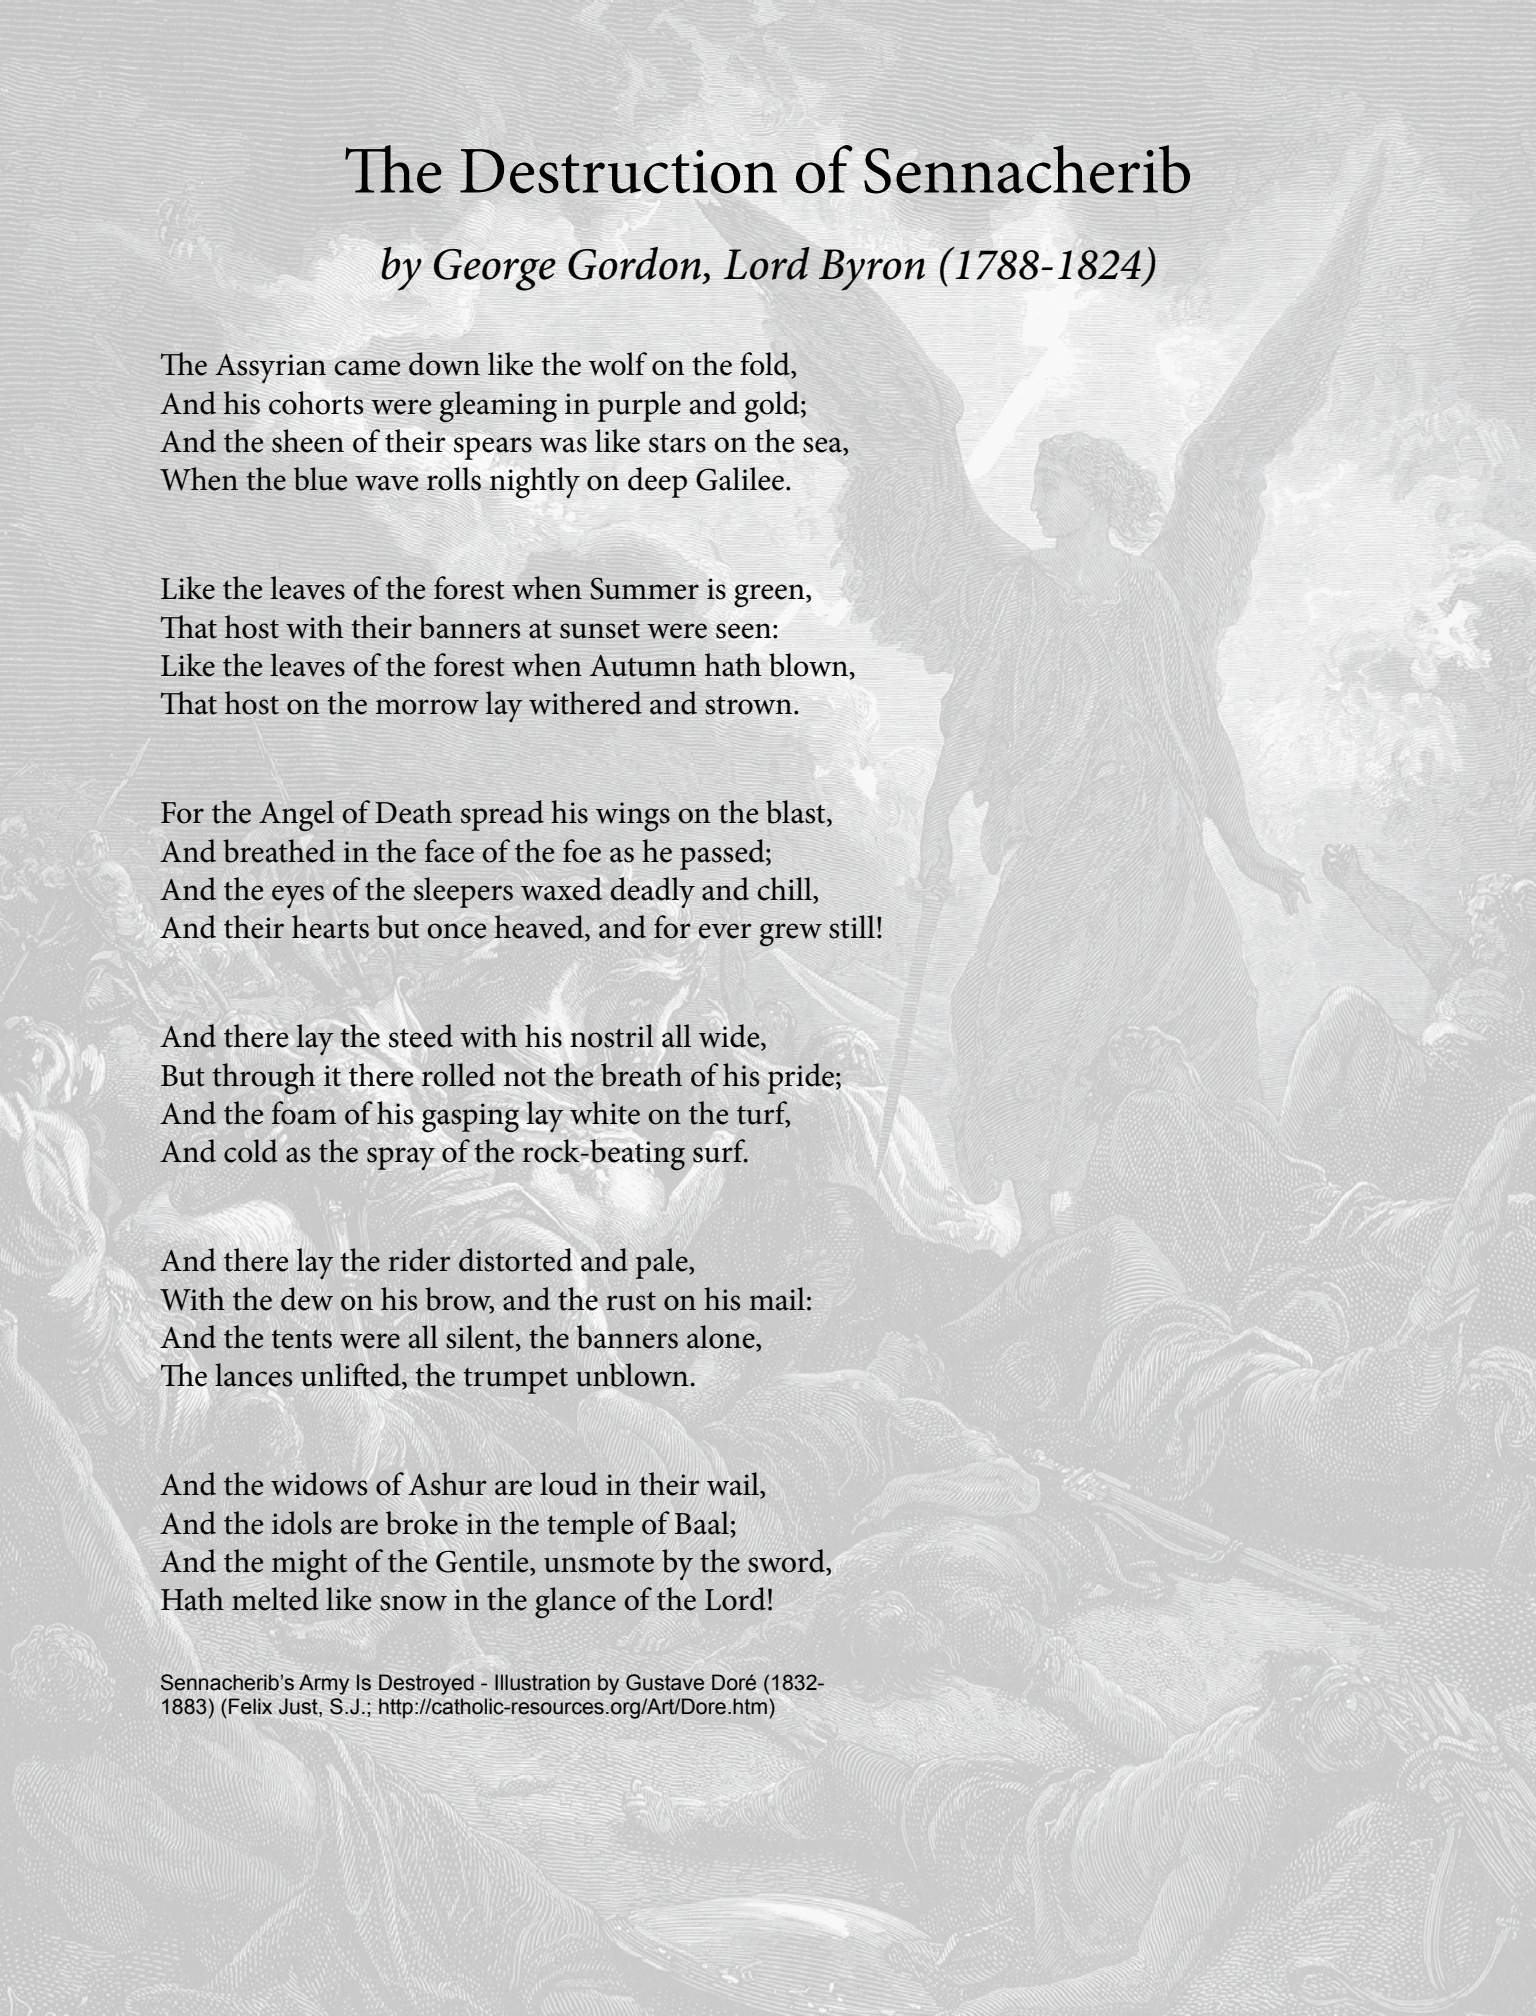 The Destruction of Sennacherib
by George Gordon, Lord Byron (1788-1824)
The Assyrian came down like the wolf on the fold,
And his cohorts were gleaming in purple and gold;
And the sheen of their spears was like stars on the sea,
When the blue wave rolls nightly on deep Galilee.
Like the leaves of the forest when Summer is green,
That host with their banners at sunset were seen:
Like the leaves of the forest when Autumn hath blown,
That host on the morrow lay withered and strown.
For the Angel of Death spread his wings on the blast,
And breathed in the face of the foe as he passed;
And the eyes of the sleepers waxed deadly and chill,
And their hearts but once heaved, and for ever grew still!
And there lay the steed with his nostril all wide,
But through it there rolled not the breath of his pride;
And the foam of his gasping lay white on the turf,
And cold as the spray of the rock-beating surf.
And there lay the rider distorted and pale,
With the dew on his brow, and the rust on his mail:
And the tents were all silent, the banners alone,
The lances unlifted, the trumpet unblown.
And the widows of Ashur are loud in their wail,
And the idols are broke in the temple of Baal;
And the might of the Gentile, unsmote by the sword,
Hath melted like snow in the glance of the Lord!
Sennacherib's Army Is Destroyed - Illustration by Gustave Doré (1832-
1883) (Felix Just, S.J.; http://catholic-resources.org/Art/Dore.htm)